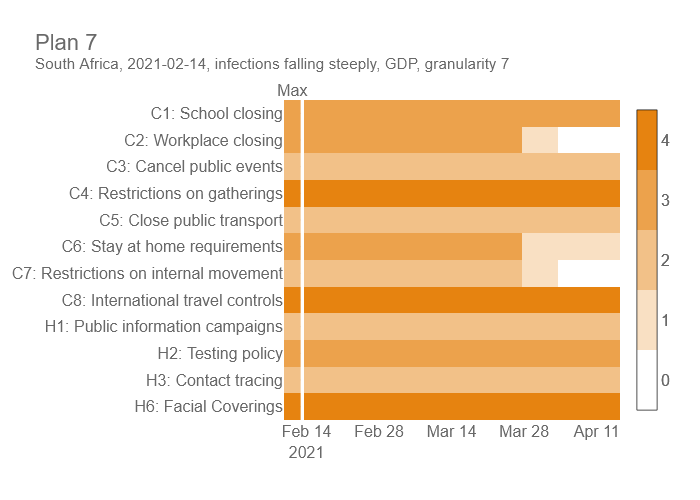 Plan 7
South Africa, 2021-02-14, infections falling steeply, GDP, granularity 7
Max
C1: School closing
C2: Workplace closing
C3: Cancel public events
C4: Restrictions on gatherings
C5: Close public transport
C6: Stay at home requirements
C7: Restrictions on internal movement
C8: International travel controls
H1: Public information campaigns
H2: Testing policy
H3: Contact tracing
H6: Facial Coverings
4
3
2
1
0
Feb 14 Feb 28 Mar 14 Mar 28 Apr 11
2021